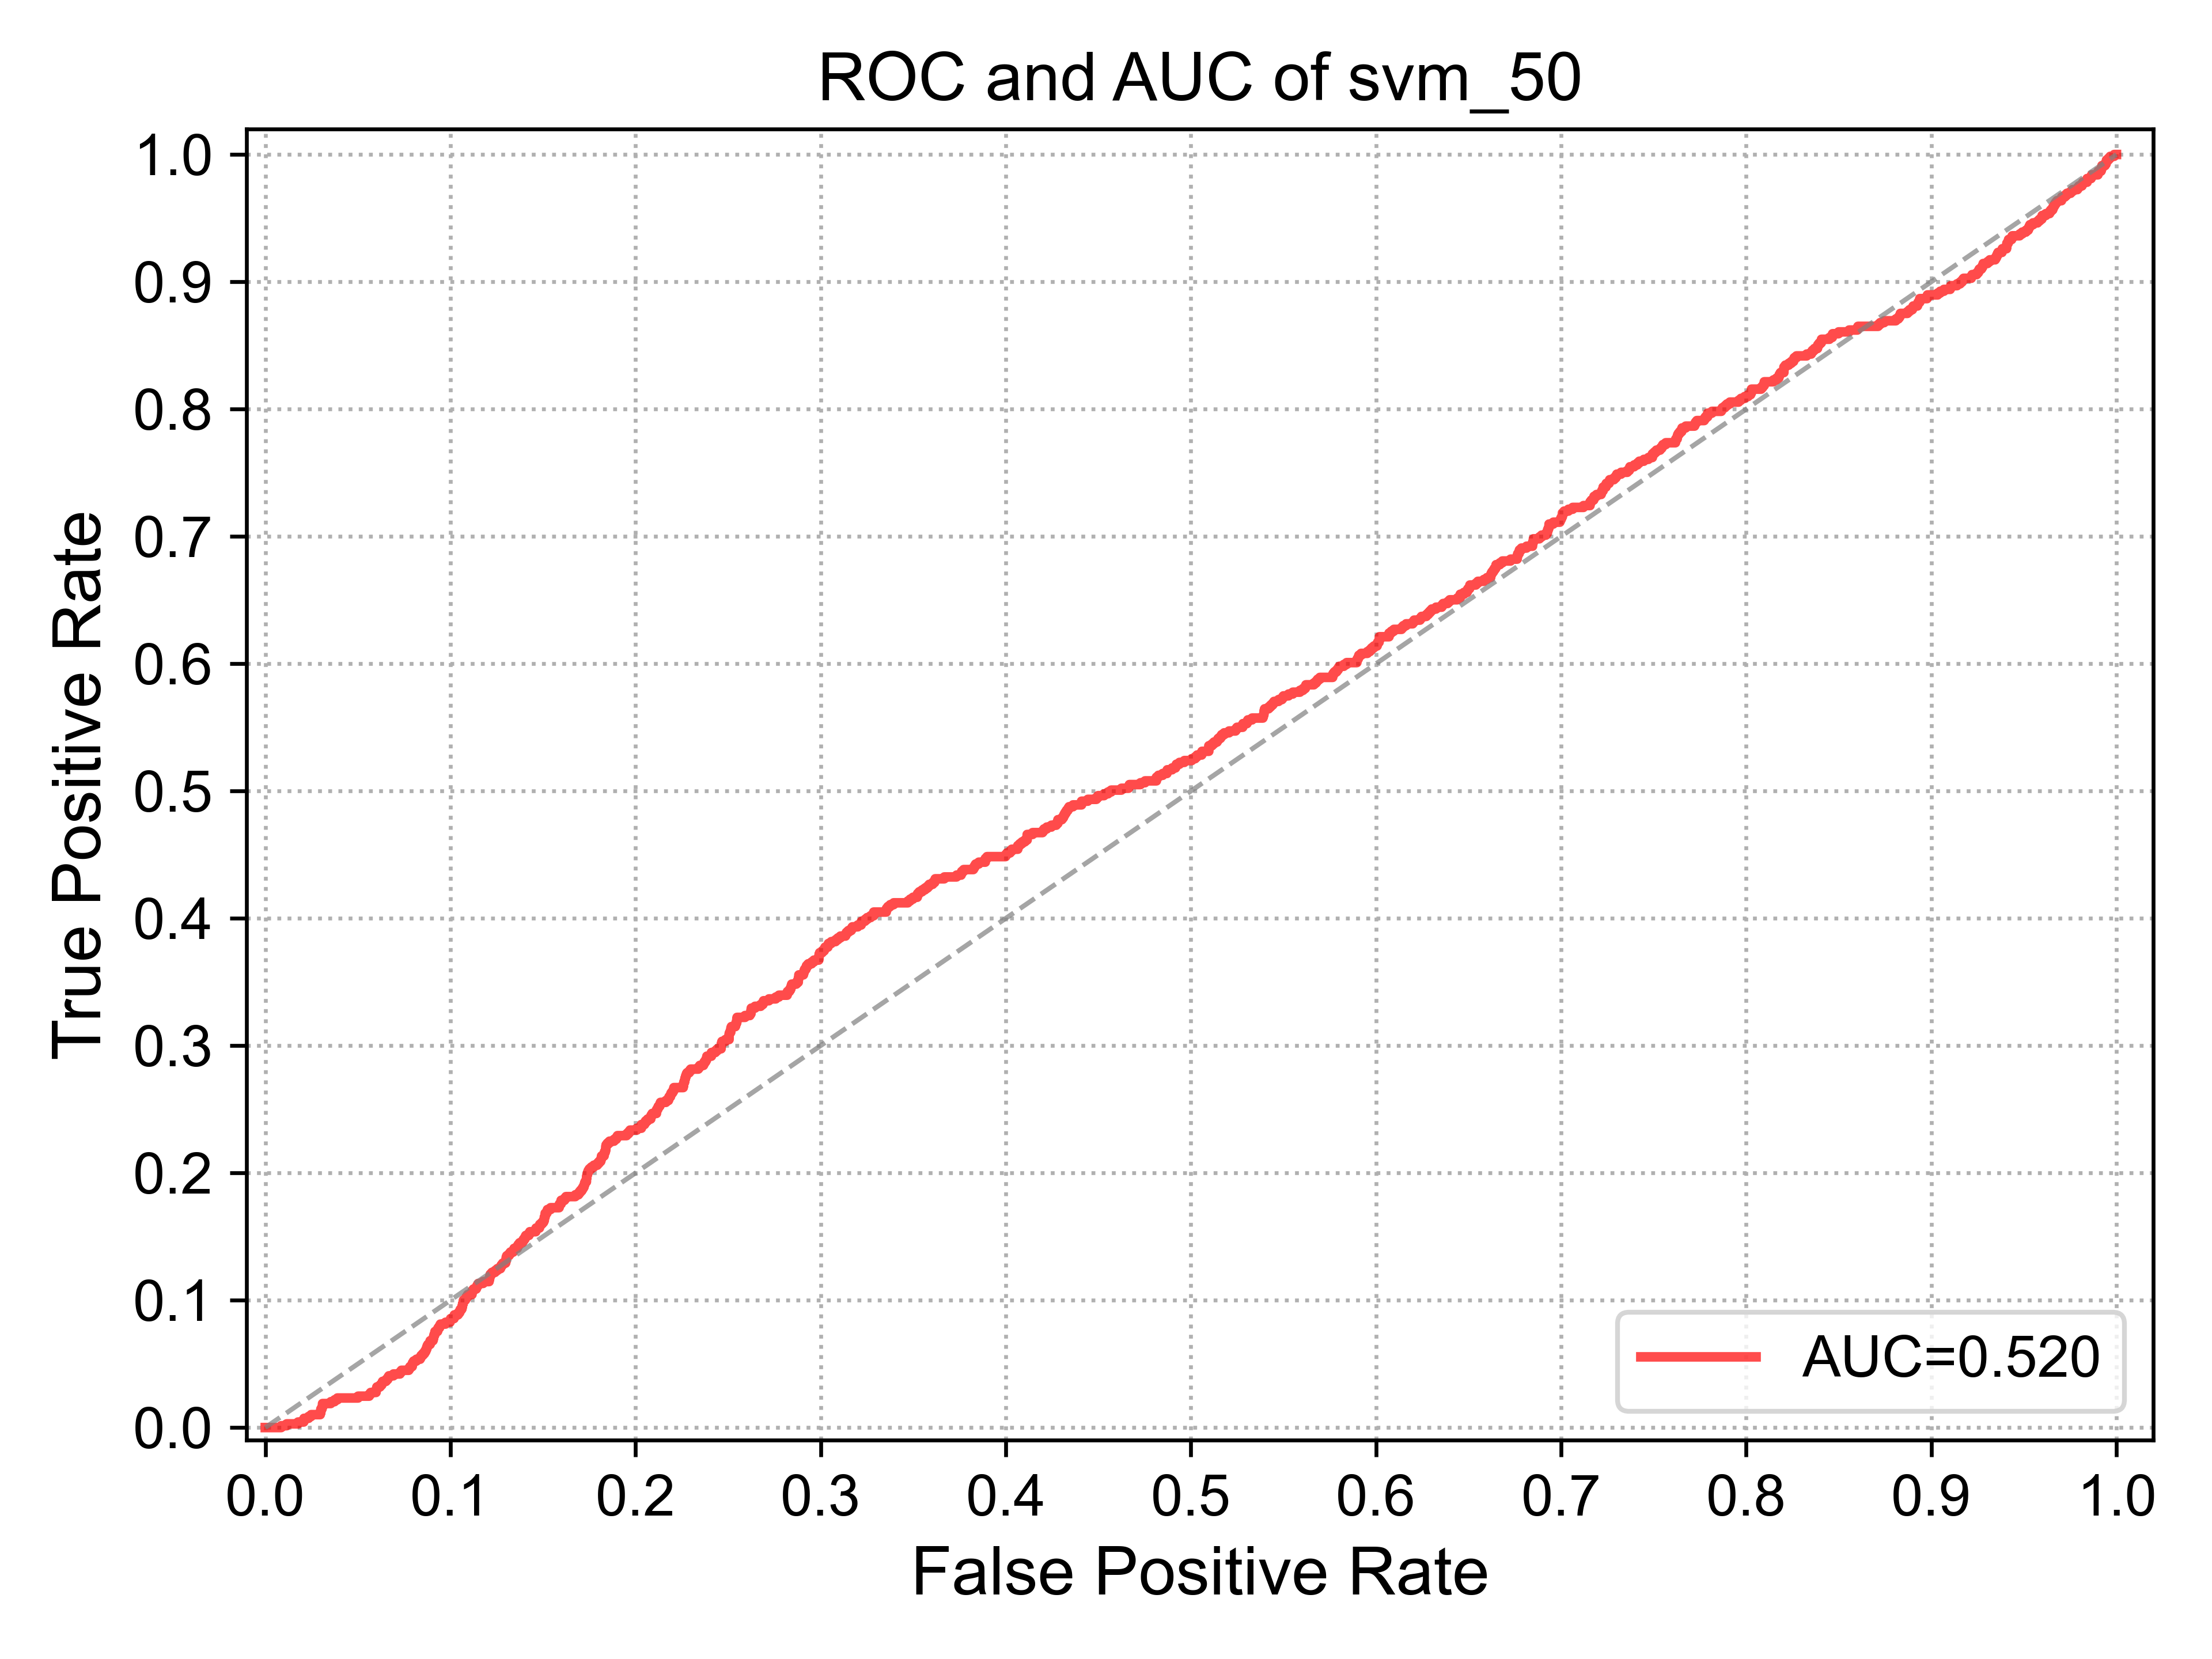 ROC and AUC of svm_50
True Positive Rate
1.0
0.9
0.8
0.7
0.6
0.5
0.4
0.3
0.2
0.1
0.0
AUC=0.520
0.0 0.1 0.2 0.3 0.4 0.5 0.6 0.7 0.8 0.9 1.0
False Positive Rate